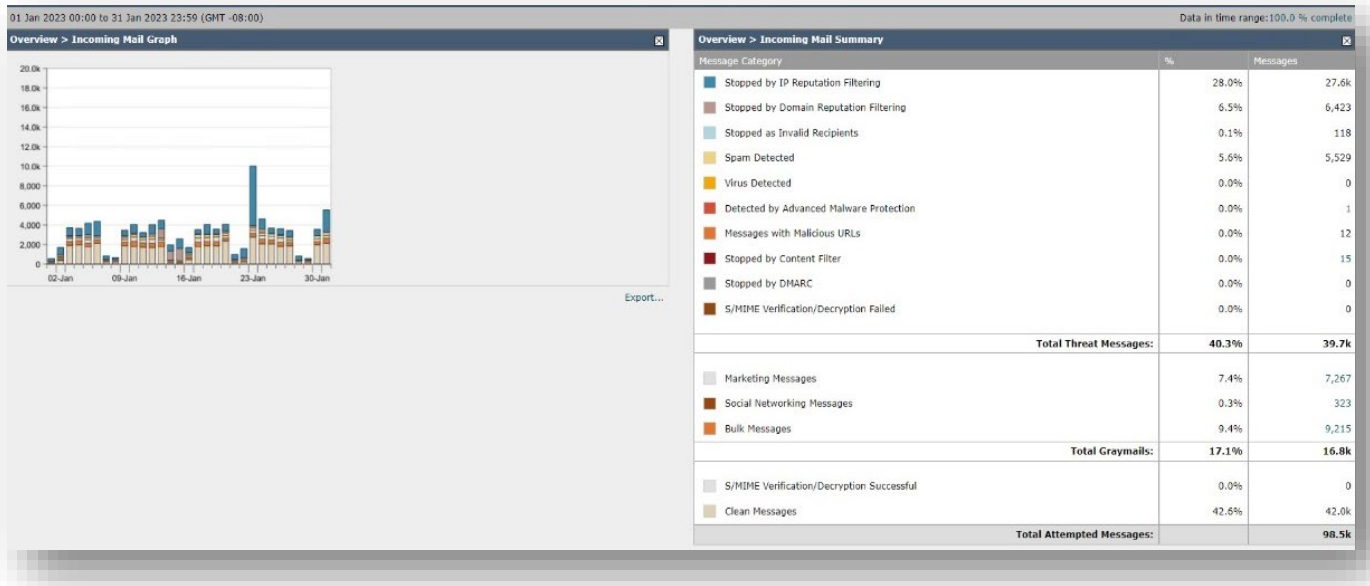 01 Jan 2023 00:00 to 31 Jan 2023 23:59 (GMT -08:00)
Data in time range:100.0 % complete
Overview > Incoming Mail Graph
20.0k
18.0k
16.0k
14.0k
12.0k
10.0k
8,000
6,000
4,000
2,000
0
02-Jan 09-Jan 16-Jan 23-Jan 30-Jan
Export...
Overview > Incoming Mail Summary
Message Category % Messages
Stopped by IP Reputation Filtering 28.0% 27.6k
Stopped by Domain Reputation Filtering 6.5% 6,423
Stopped as Invalid Recipients 0.1% 118
Spam Detected 5.6% 5,529
Virus Detected 0.0% 0
Detected by Advanced Malware Protection 0.0% 1
Messages with Malicious URLs 0.0% 12
Stopped by Content Filter 0.0% 15
Stopped by DMARC 0.0% 0
S/MIME Verification/Decryption Failed 0.0% 0
Total Threat Messages: 40.3% 39.7k
Marketing Messages 7.4% 7,267
Social Networking Messages 0.3% 323
Bulk Messages 9.4% 9,215
Total Graymails: 17.1% 16.8k
S/MIME Verification/Decryption Successful 0.0% 0
Clean Messages 42.6% 42.0k
Total Attempted Messages: 98.5k